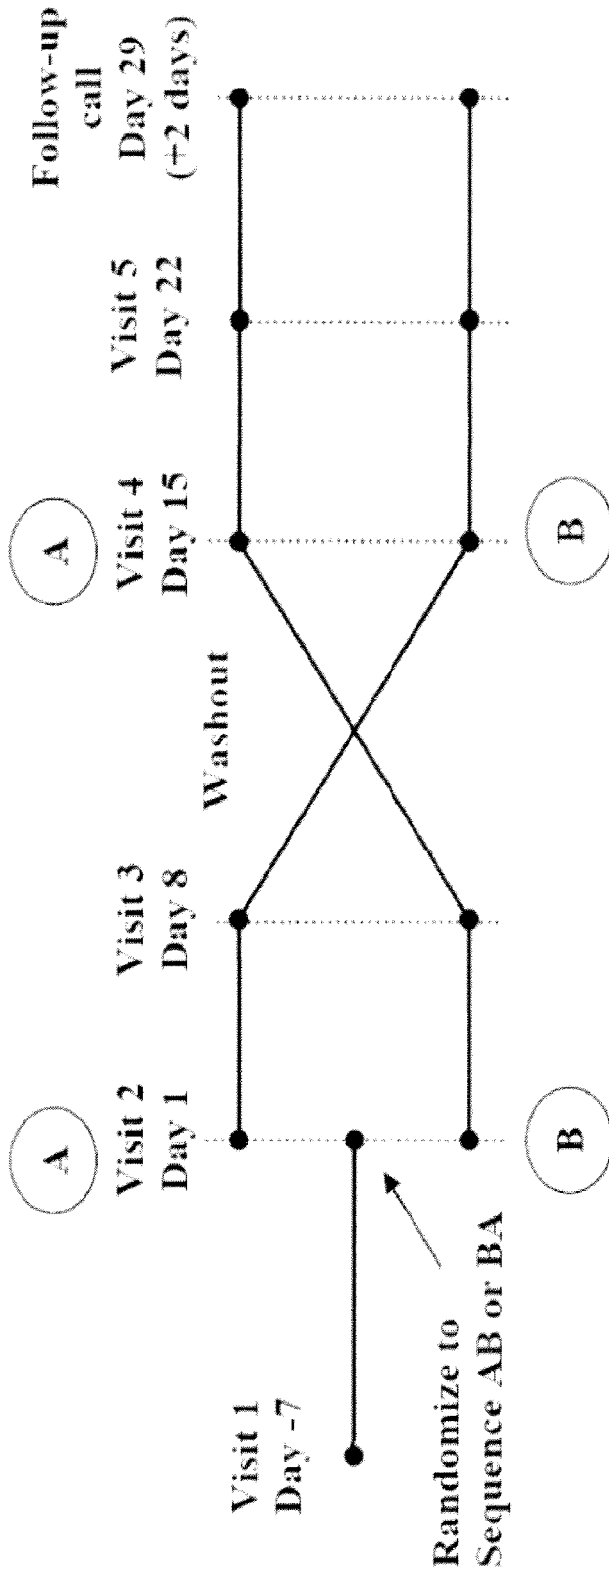 A
A
Visit 1
Day -7
Visit 2
Day 1
Visit 3
Day 8
Washout
Visit 4
Day 15
Visit 5
Day 22
Follow-up
call
Day 29
(+2 days)
Randomize to
Sequence AB or BA
B
B